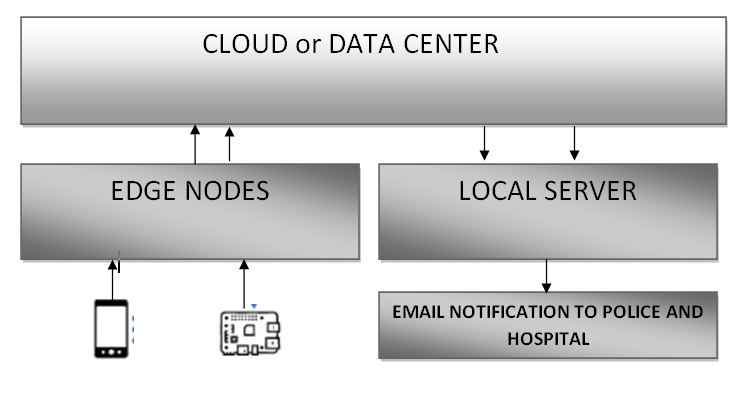 CLOUD or DATA CENTER
EDGE NODES
LOCAL SERVER
EMAIL NOTIFICATION TO POLICE AND
HOSPITAL